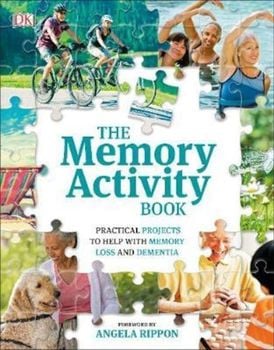 DK
THE
Memory
Activity
BOOK
PRACTICAL PROJECTS
TO HELP WITH MEMORY
LOSS AND DEMENTIA
FOREWORD BY
ANGELA RIPPON